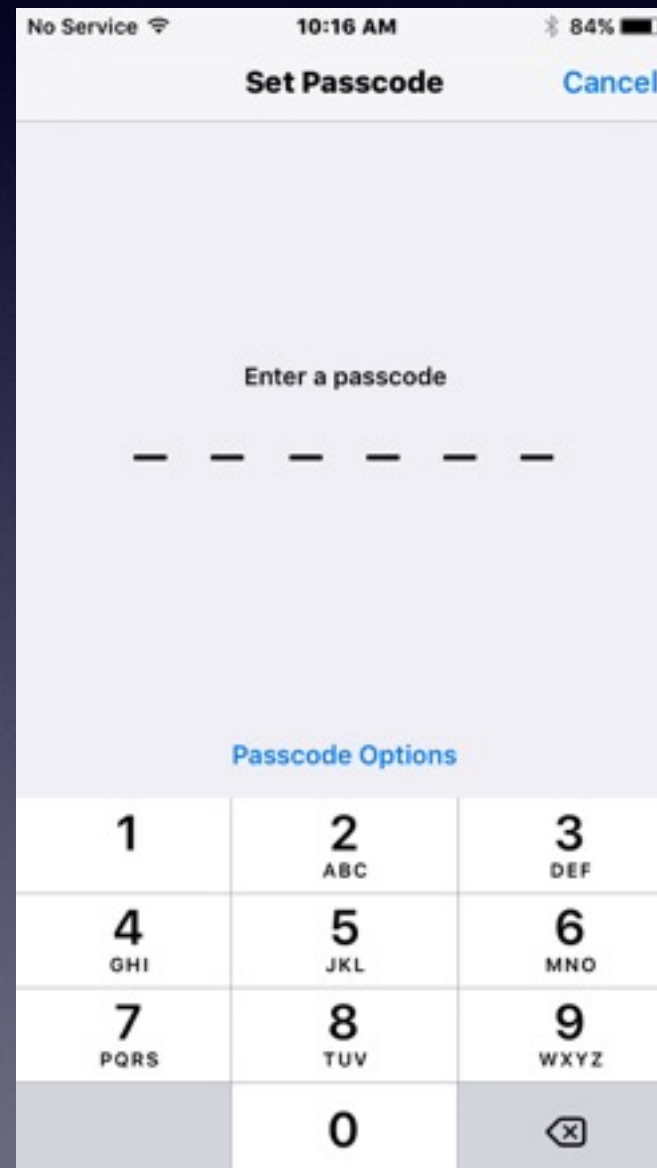 No Service 10:16 AM 84%
Set Passcode Cancel
Enter a passcode
Passcode Options
1 2 3
ABC DEF
4 5 6
GHI JKL MNO
7 8 9
PQRS TUV WXYZ
0